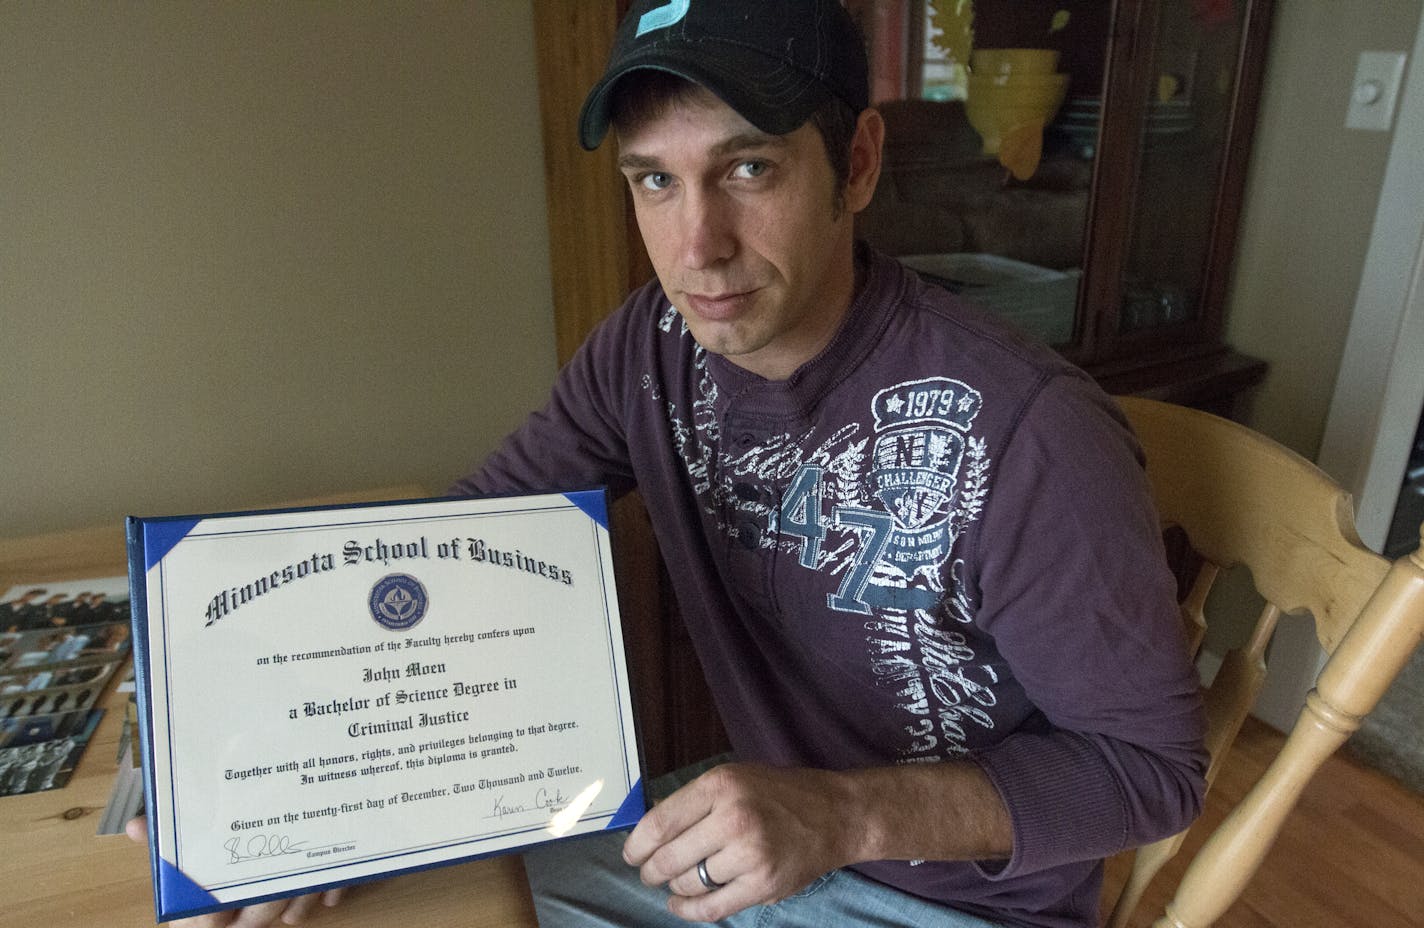 Minnesota School of Business
on the recommendation of the Faculty hereby confers upon
John Moen
a Bachelor of Science Degree in
Criminal Justice
Together with all honors, rights, and privileges belonging to that degree.
In witness whereof, this diploma is granted.
Given on the twenty-first day of December, Two Thousand and Twelve.
Karen Cook
Campus Director
1979
N
CHALLENGER
47
DEPARTMENT